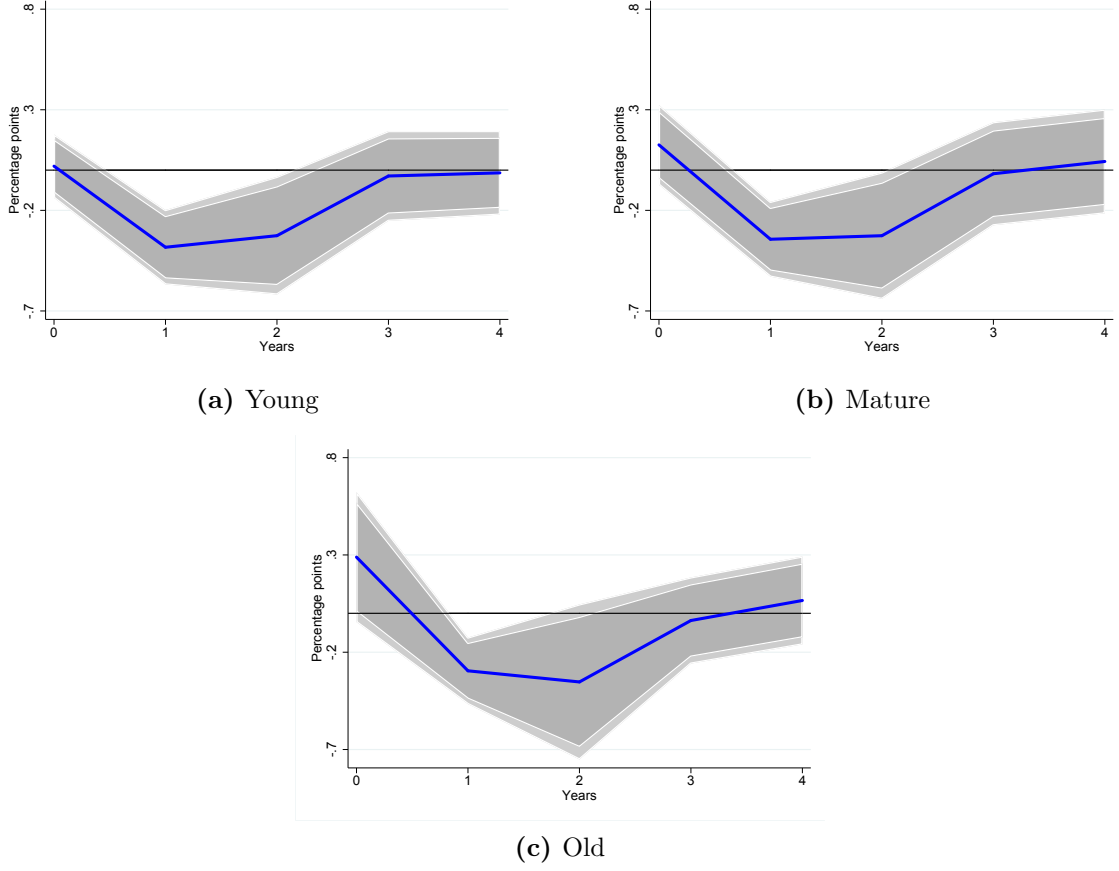 .8
.3
-.2
-.7
Percentage points
0 1 2 3 4
Years
(a) Young
.8
.3
-.2
-.7
Percentage points
0 1 2 3 4
Years
(b) Mature
.8
.3
-.2
-.7
Percentage points
0 1 2 3 4
Years
(c) Old